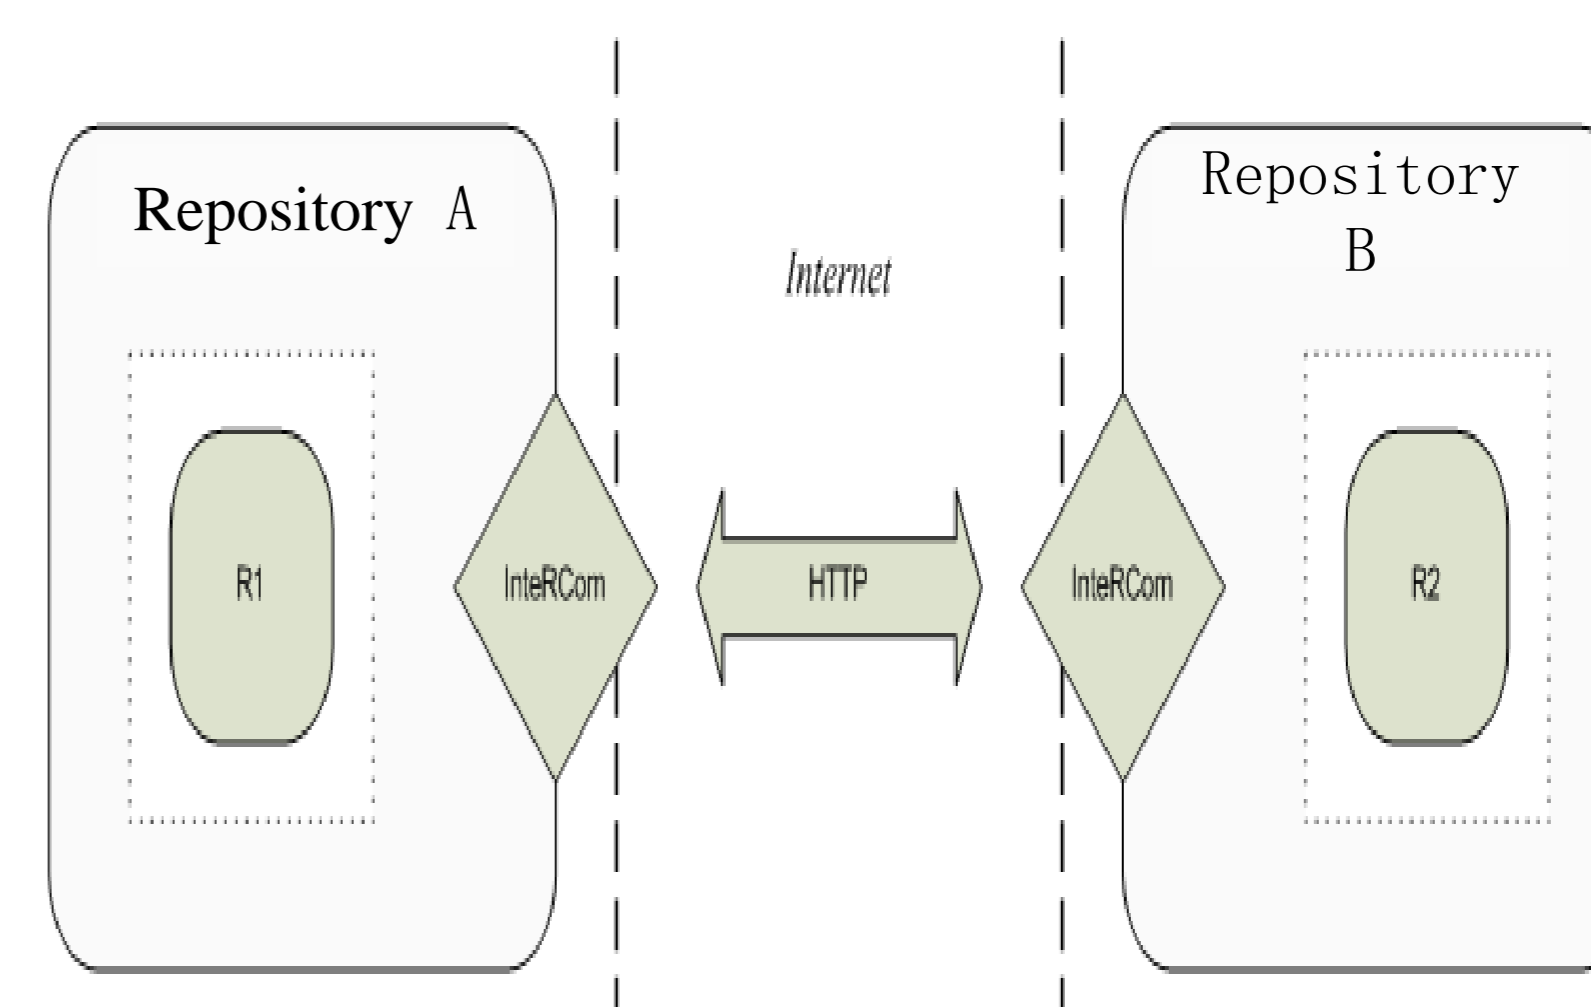 Repository A
Repository
B
Internet
R1
InteRCom
HTTP
InteRCom
R2